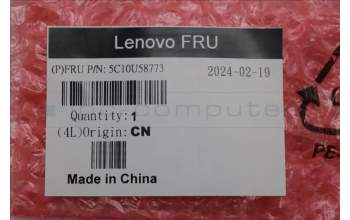 Lenovo FRU
(P)FRU P/N: 5C10U58773
2024-02-19
Quantity:1
(4L)Origin:CN
Made in China